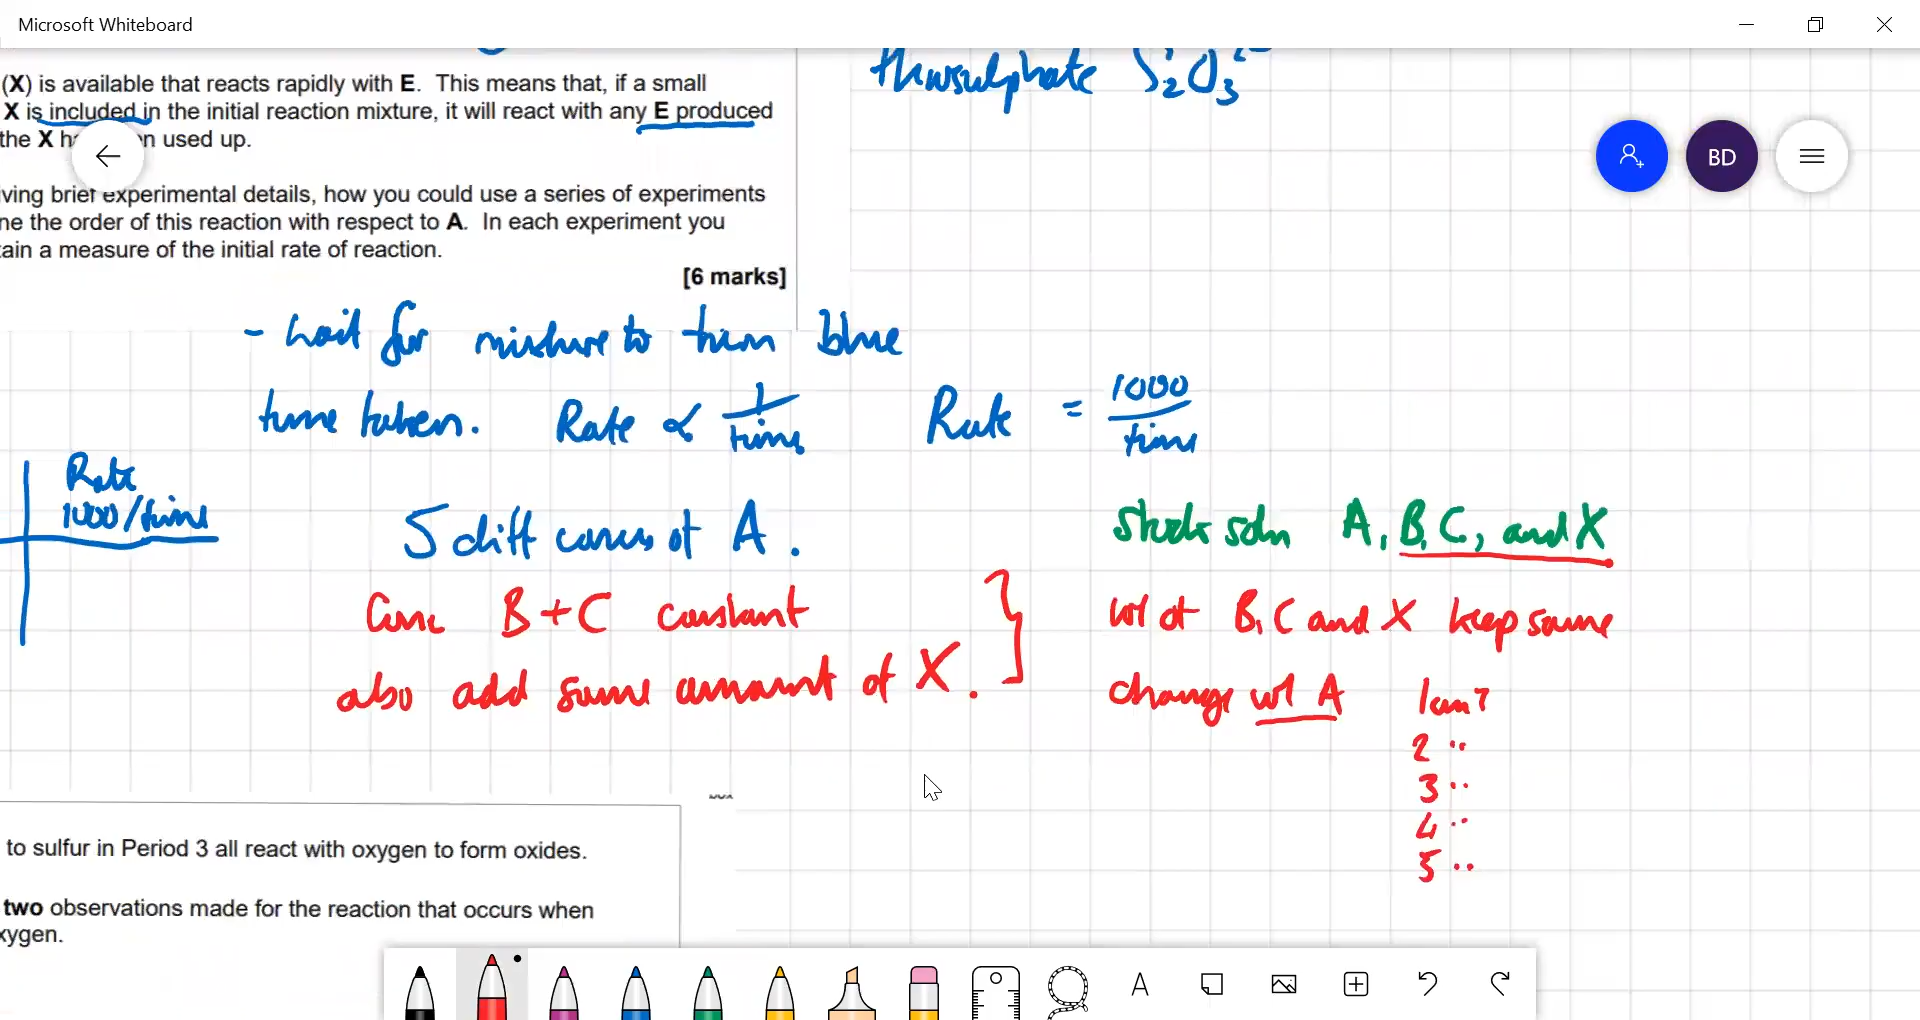 Microsoft Whiteboard
(X) is available that reacts rapidly with E. This means that, if a small
X is included in the initial reaction mixture, it will react with any E produced
the X n used up.
thiosulphate S2O3 2-
BD
ving brief experimental details, how you could use a series of experiments
ne the order of this reaction with respect to A. In each experiment you
ain a measure of the initial rate of reaction.
[6 marks]
- wait for mixture to turn blue
time taken. Rate ∝ 1/time. Rate = 1000/time
Rate
1000/time
5 diff concs of A.
Stock soln A, B, C, and X
Conc B + C constant
vol of B, C and X keep same
also add same amount of X.
change vol A 1cm3
2 ..
3 ..
4 ..
5 ..
to sulfur in Period 3 all react with oxygen to form oxides.
two observations made for the reaction that occurs when
xygen.
A